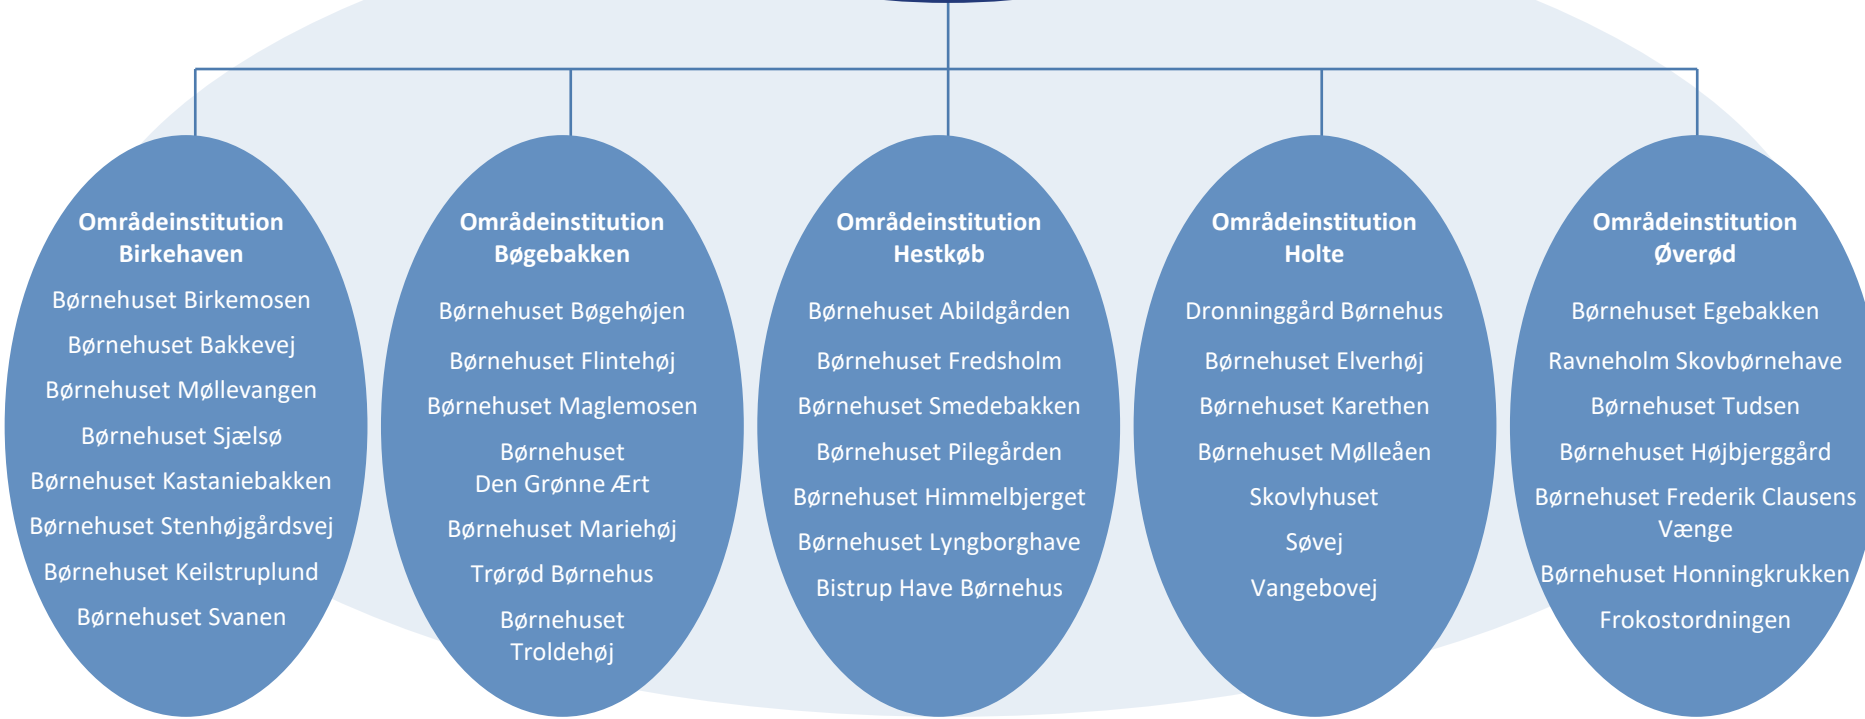 Områdeinstitution
Birkehaven
Børnehuset Birkemosen
Børnehuset Bakkevej
Børnehuset Møllevangen
Børnehuset Sjælsø
Børnehuset Kastaniebakken
Børnehuset Stenhøjgårdsvej
Børnehuset Keilstruplund
Børnehuset Svanen
Områdeinstitution
Bøgebakken
Børnehuset Bøgehøjen
Børnehuset Flintehøj
Børnehuset Maglemosen
Børnehuset
Den Grønne Ært
Børnehuset Mariehøj
Trørød Børnehus
Børnehuset
Troldehøj
Områdeinstitution
Hestkøb
Børnehuset Abildgården
Børnehuset Fredsholm
Børnehuset Smedebakken
Børnehuset Pilegården
Børnehuset Himmelbjerget
Børnehuset Lyngborghave
Bistrup Have Børnehus
Områdeinstitution
Holte
Dronninggård Børnehus
Børnehuset Elverhøj
Børnehuset Karethen
Børnehuset Mølleåen
Skovlyhuset
Søvej
Vangebovej
Områdeinstitution
Øverød
Børnehuset Egebakken
Ravneholm Skovbørnehave
Børnehuset Tudsen
Børnehuset Højbjerggård
Børnehuset Frederik Clausens
Vænge
Børnehuset Honningkrukken
Frokostordningen